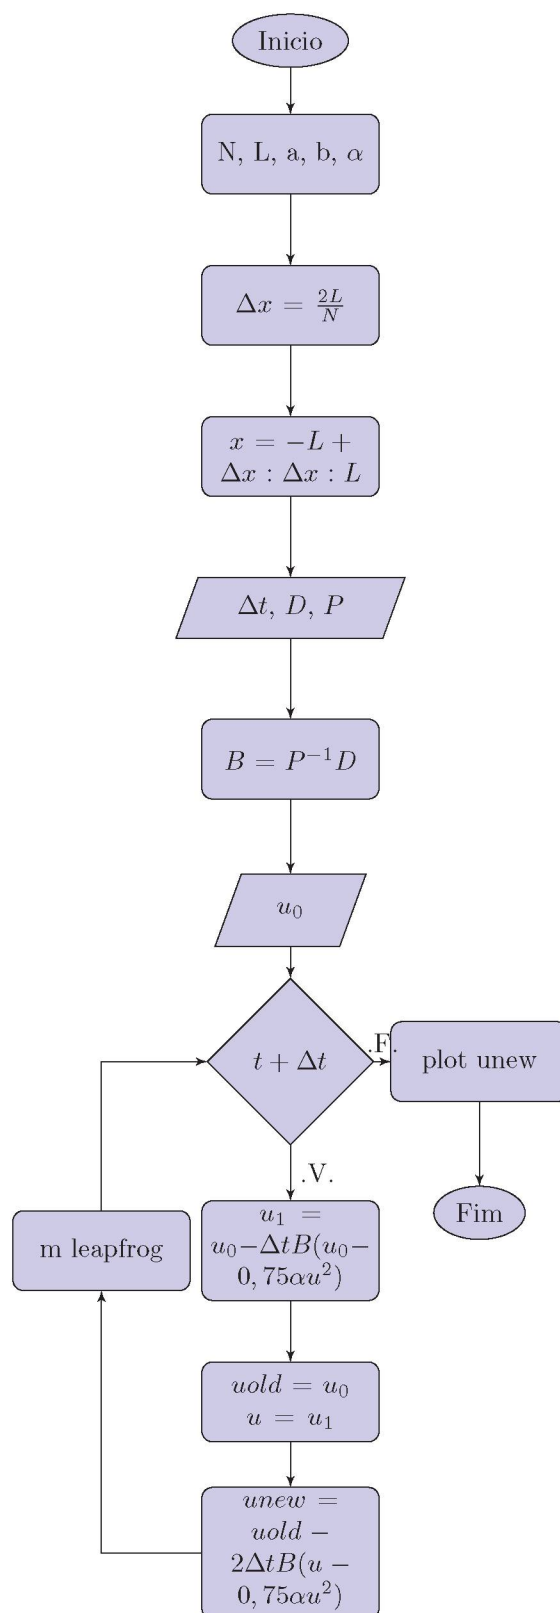 Inicio
N, L, a, b, α
Δx = 2L/N
x = −L +
Δx : Δx : L
Δt, D, P
B = P⁻¹D
u₀
t + Δt
.F.
plot unew
.V.
Fim
u₁ =
u₀−ΔtB(u₀−
0, 75αu²)
m leapfrog
uold = u₀
u = u₁
unew =
uold −
2ΔtB(u −
0, 75αu²)